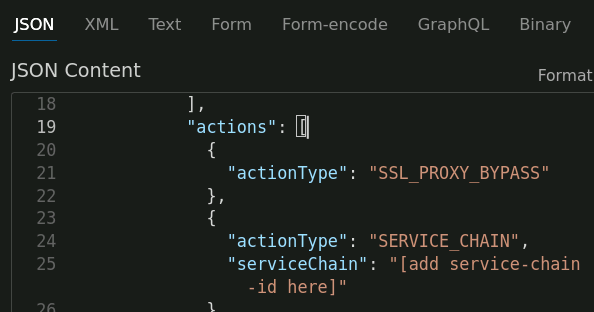 JSON XML Text Form Form-encode GraphQL Binary
JSON Content
Format
18 ],
19 "actions": [
20 {
21 "actionType": "SSL_PROXY_BYPASS"
22 },
23 {
24 "actionType": "SERVICE_CHAIN",
25 "serviceChain": "[add service-chain
-id here]"
26 }